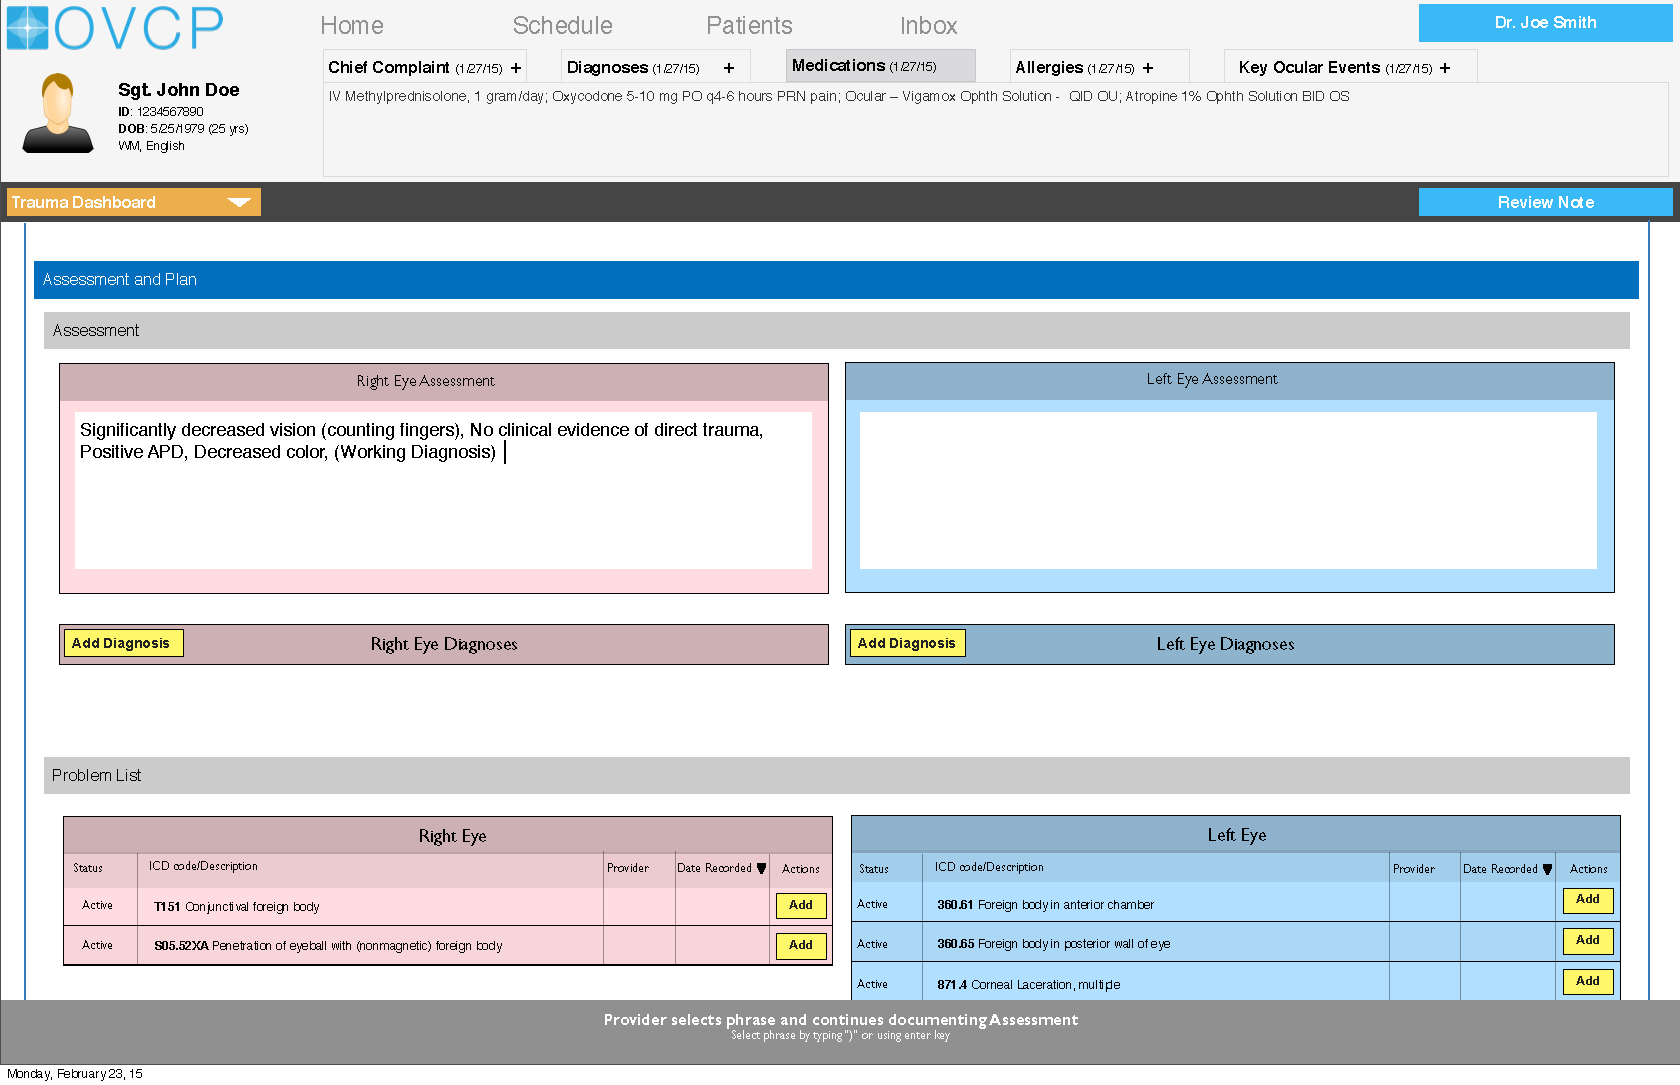 OVCP
Home Schedule Patients Inbox
Dr. Joe Smith
Chief Complaint (1/27/15) + Diagnoses (1/27/15) + Medications (1/27/15) Allergies (1/27/15) + Key Ocular Events (1/27/15) +
Sgt. John Doe
ID: 1234567890
DOB: 5/25/1979 (25 yrs)
WM, English
IV Methylprednisolone, 1 gram/day; Oxycodone 5-10 mg PO q4-6 hours PRN pain; Ocular – Vigamox Ophth Solution - QID OU; Atropine 1% Ophth Solution BID OS
Trauma Dashboard
Review Note
Assessment and Plan
Assessment
Right Eye Assessment
Significantly decreased vision (counting fingers), No clinical evidence of direct trauma,
Positive APD, Decreased color, (Working Diagnosis)
Left Eye Assessment
Add Diagnosis Right Eye Diagnoses
Add Diagnosis Left Eye Diagnoses
Problem List
Right Eye
Status ICD code/Description Provider Date Recorded ▼ Actions
Active T151 Conjunctival foreign body Add
Active S05.52XA Penetration of eyeball with (nonmagnetic) foreign body Add
Left Eye
Status ICD code/Description Provider Date Recorded ▼ Actions
Active 360.61 Foreign body in anterior chamber Add
Active 360.65 Foreign body in posterior wall of eye Add
Active 871.4 Corneal Laceration, multiple Add
Provider selects phrase and continues documenting Assessment
Select phrase by typing ")" or using enter key
Monday, February 23, 15